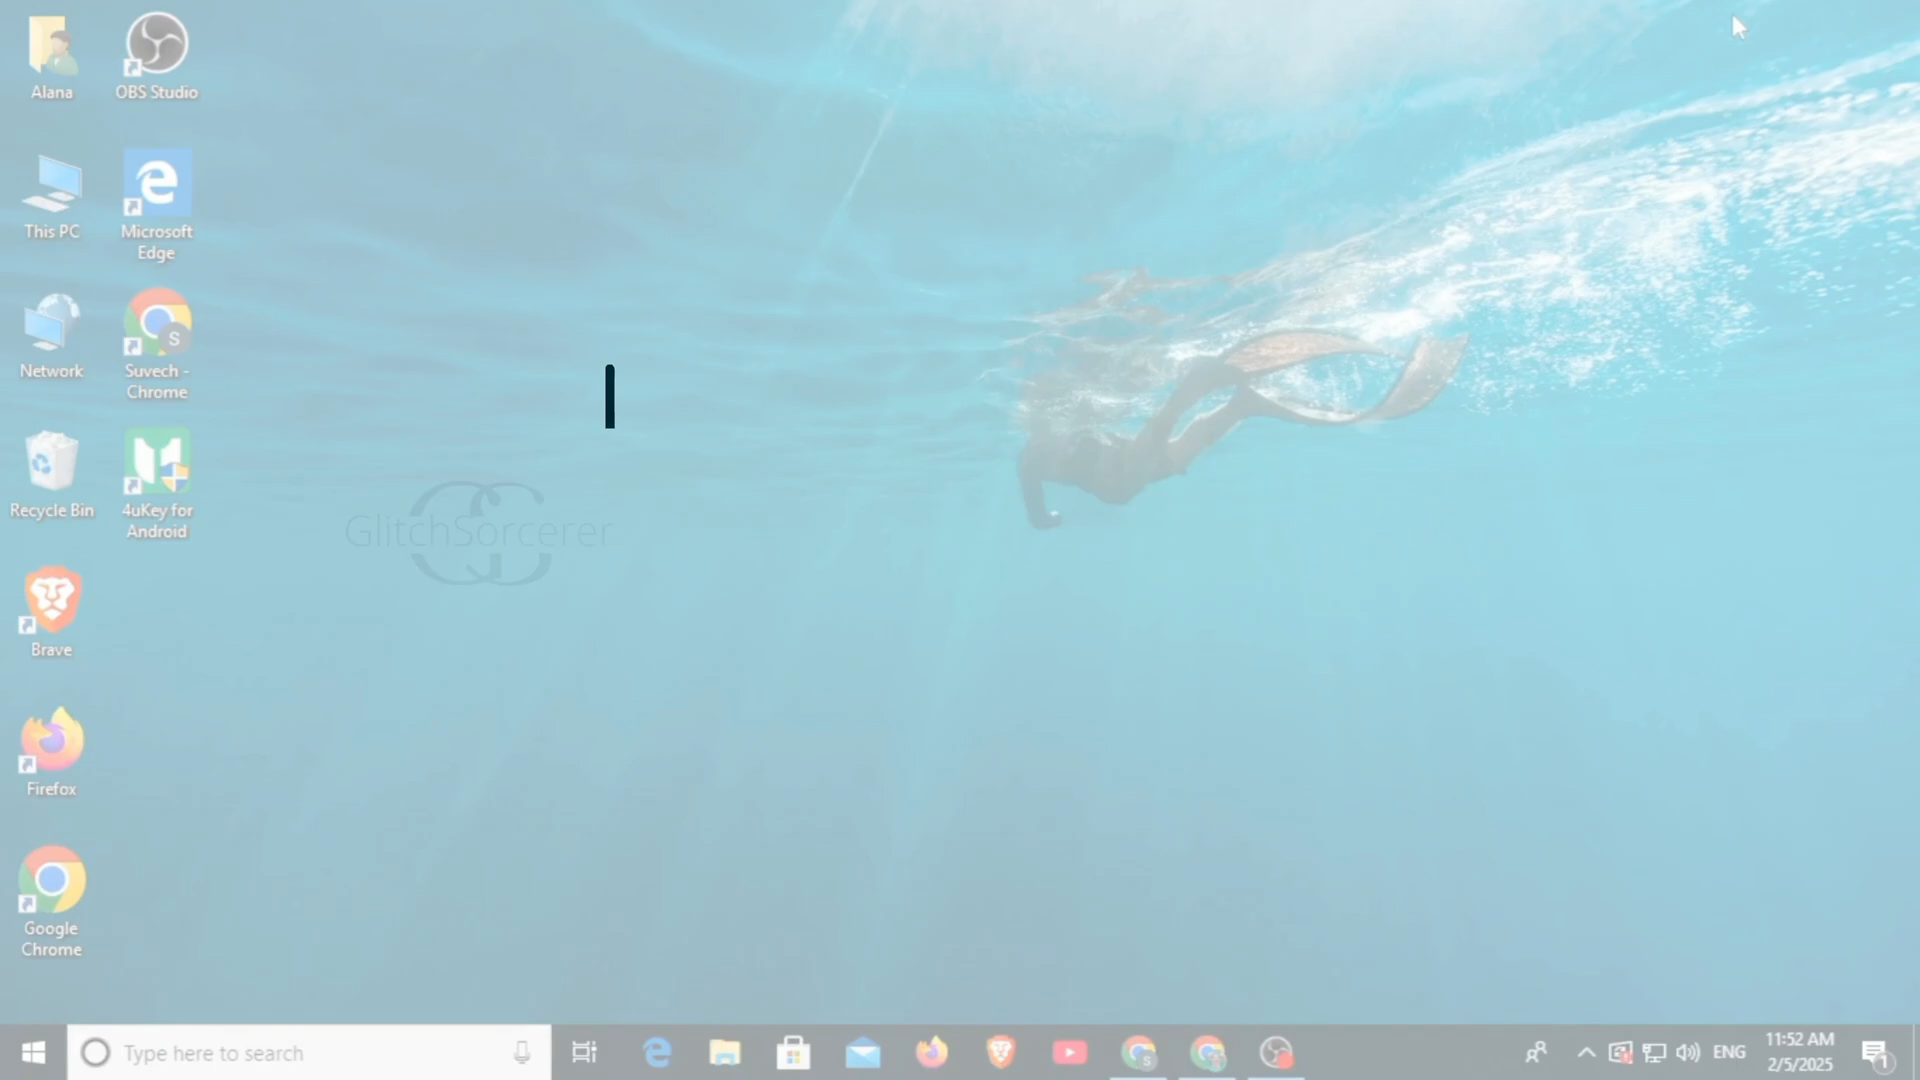 Alana
OBS Studio
This PC
Microsoft
Edge
Network
S
Suvech -
Chrome
Recycle Bin
4uKey for
Android
GlitchSorcerer
Brave
Firefox
Google
Chrome
Type here to search
S
ENG
11:52 AM
2/5/2025
1